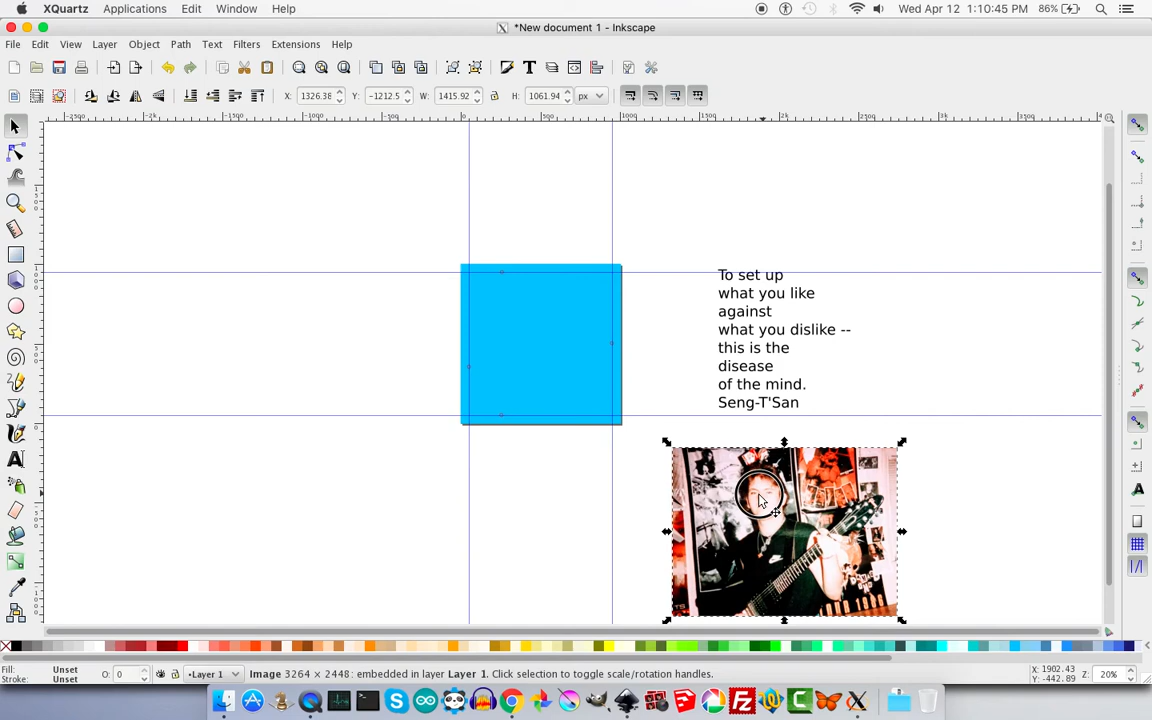 XQuartz Applications Edit Window Help Wed Apr 12 1:10:45 PM 86%
*New document 1 - Inkscape
File Edit View Layer Object Path Text Filters Extensions Help
X: 1326.38 Y: -1212.5 W: 1415.92 H: 1061.94 px
To set up
what you like
against
what you dislike --
this is the
disease
of the mind.
Seng-T'San
Fill: Unset
Stroke: Unset
O: 0 •Layer 1 Image 3264 × 2448: embedded in layer Layer 1. Click selection to toggle scale/rotation handles. X: 1902.43 Y: -442.89 Z: 20%